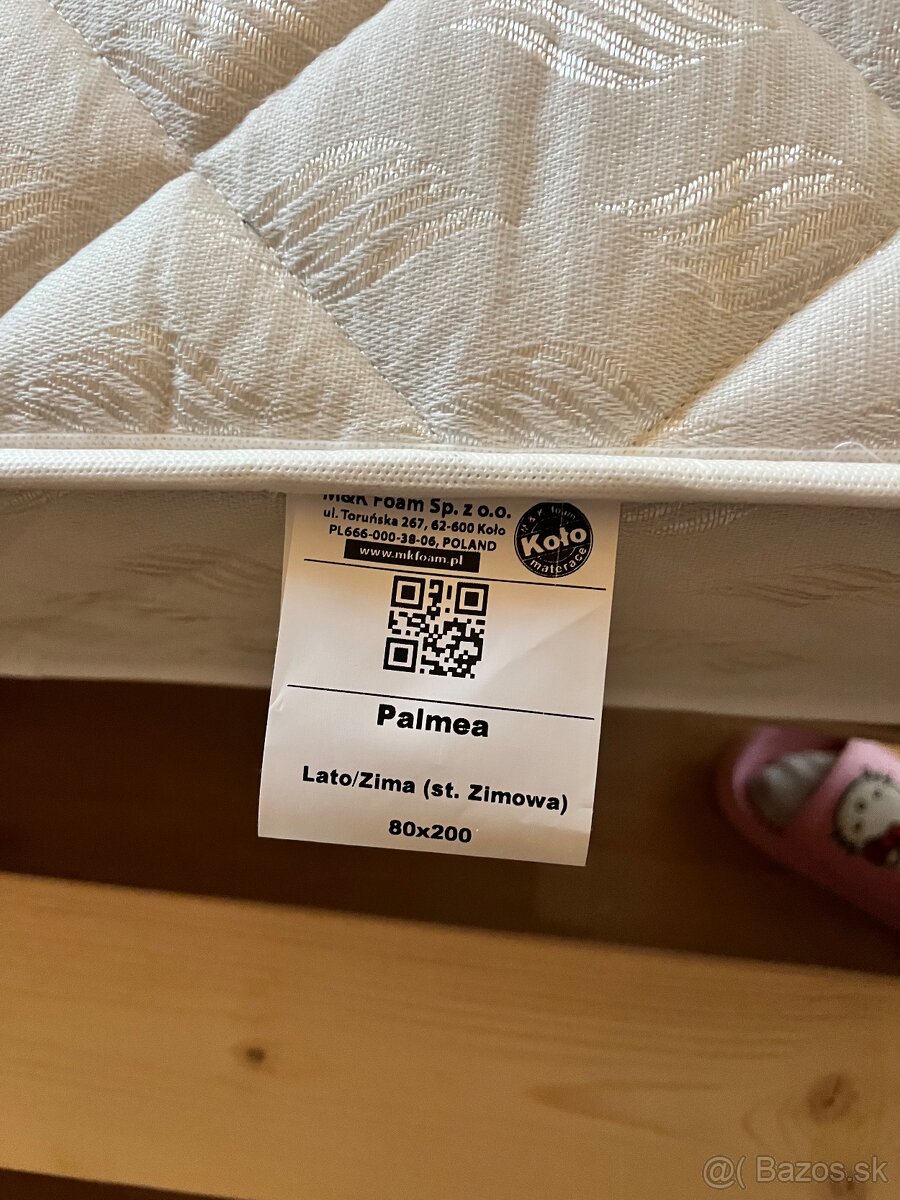 M&K Foam Sp. z o.o.
ul. Toruńska 267, 62-600 Koło
PL666-000-38-06, POLAND
www.mkfoam.pl
M&K foam
Koło
materace
Palmea
Lato/Zima (st. Zimowa)
80x200
@( Bazos.sk